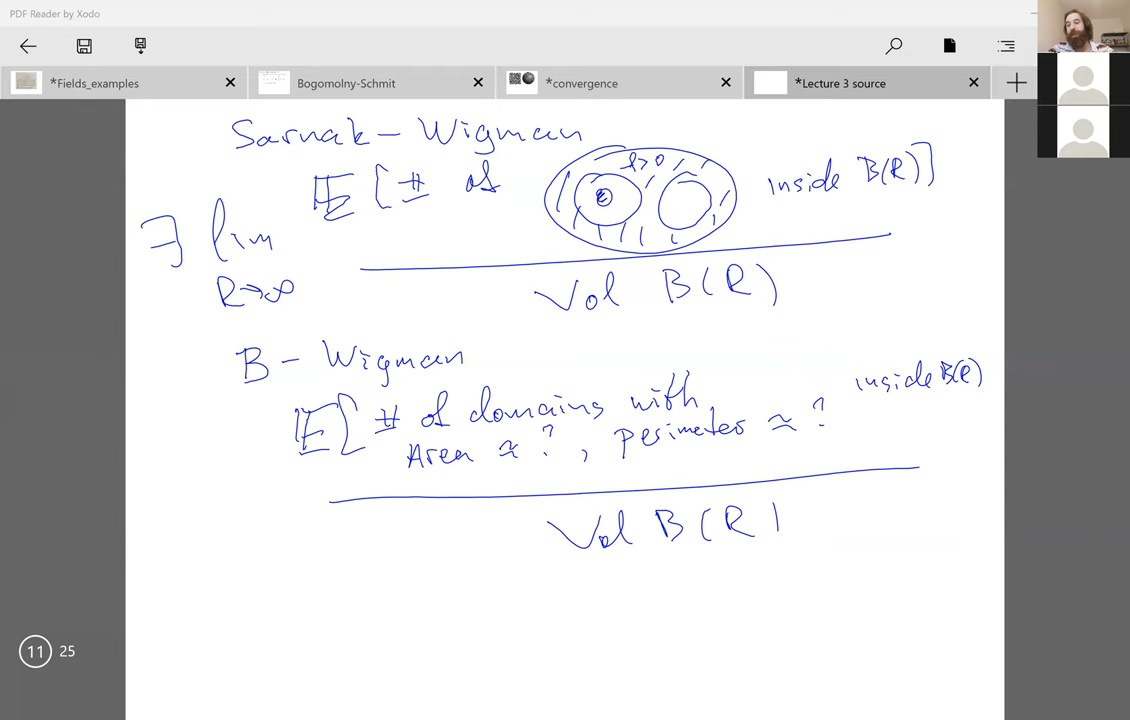 PDF Reader by Xodo
*Fields_examples
Bogomolny-Schmit
*convergence
*Lecture 3 source
Sarnak - Wigman
E [ # of
f>0
inside B(R) ]
∃ lim
R→∞
Vol B(R)
B - Wigman
E [ # of domains with
Area ≈ ?, perimeter ≈ ?
inside B(R)
Vol B(R)
11 25